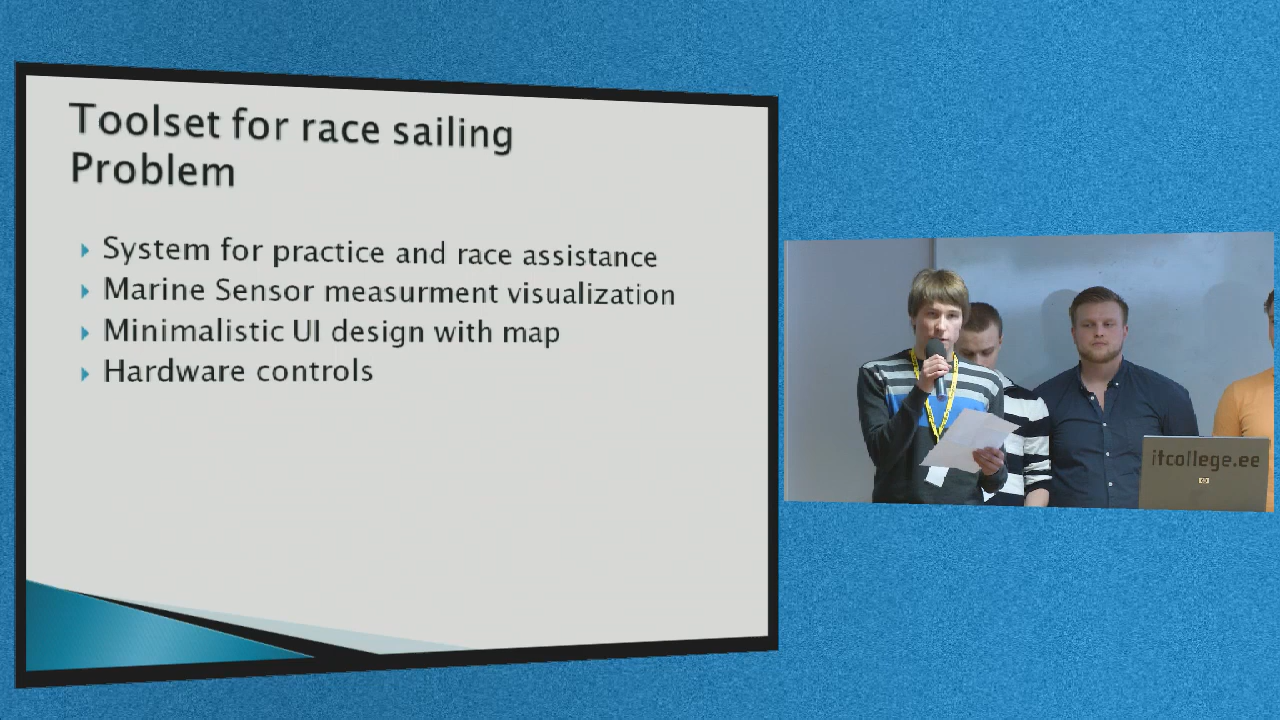 Toolset for race sailing
Problem
System for practice and race assistance
Marine Sensor measurment visualization
Minimalistic UI design with map
Hardware controls
itcollege.ee
hp